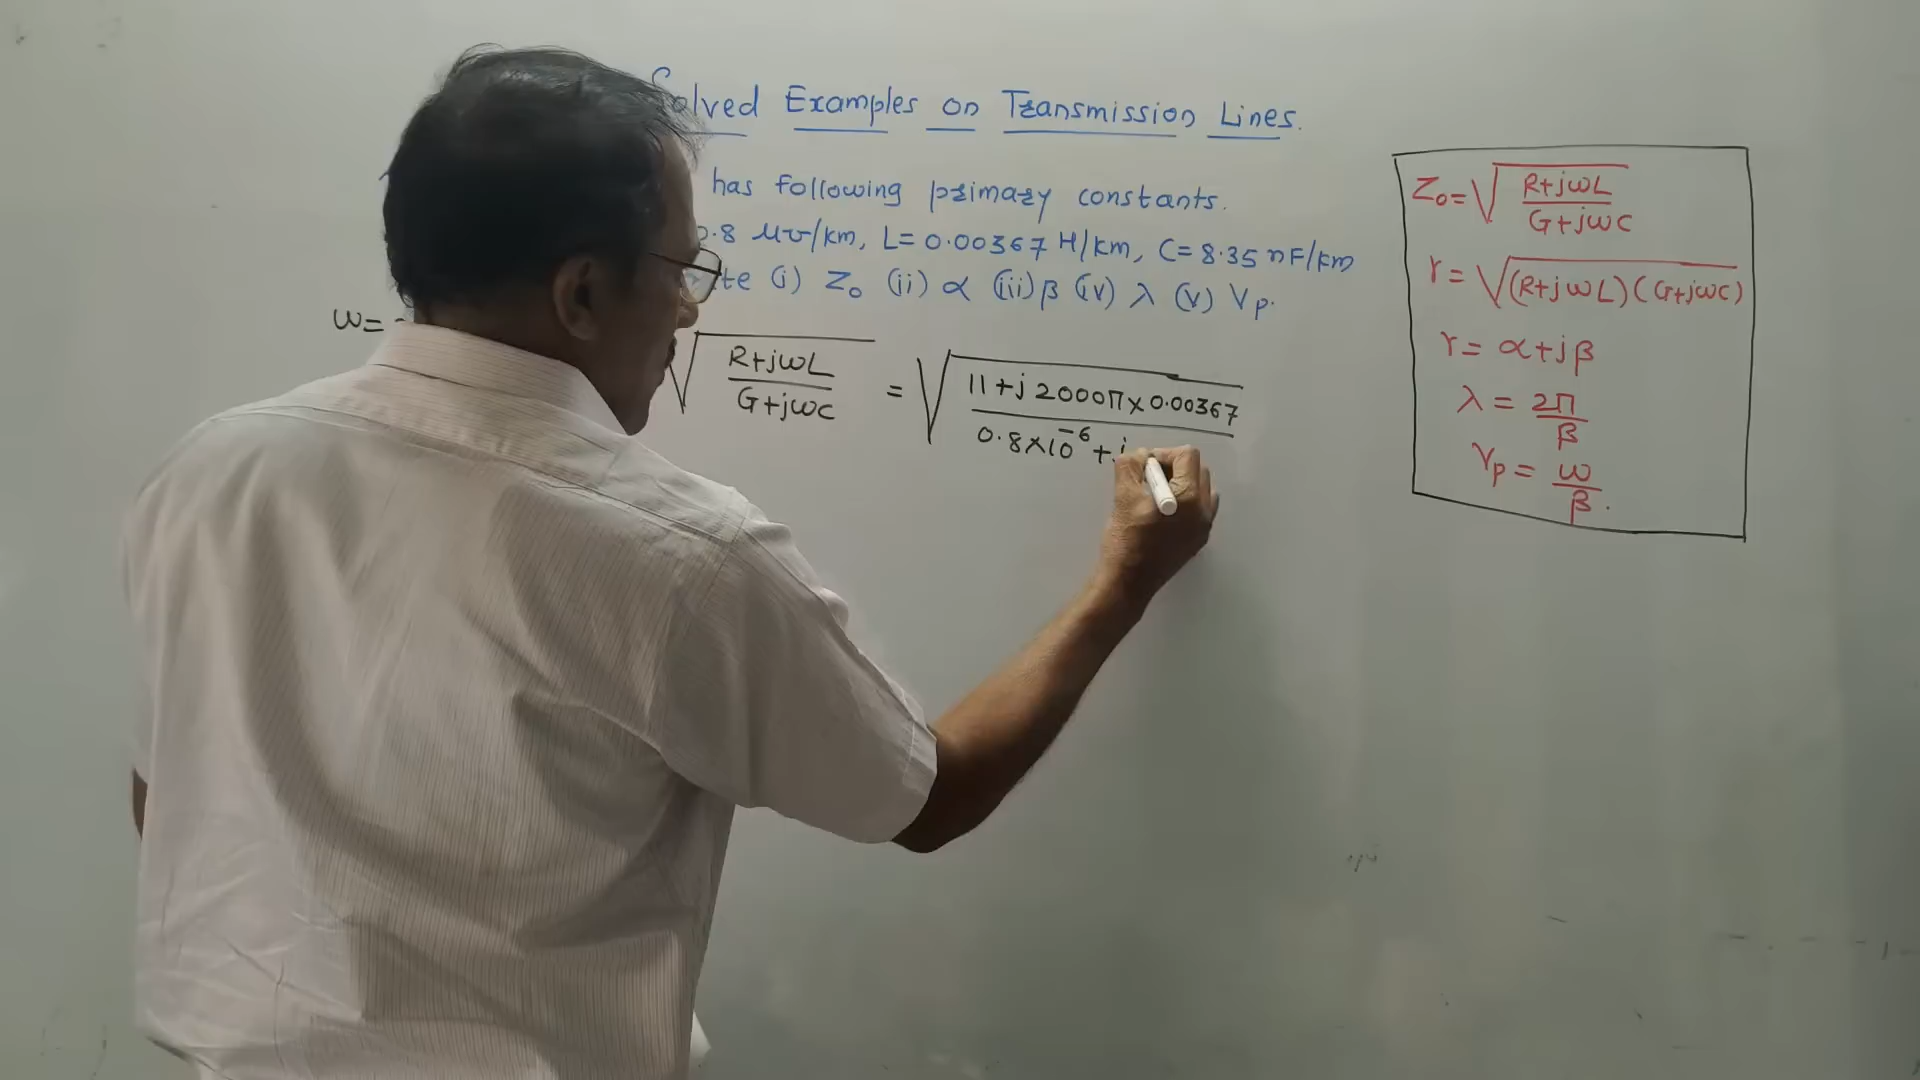 Solved Examples on Transmission Lines.
has following primary constants.
0.8 μ℧/km, L= 0.00367 H/km, C= 8.35 nF/km
te (i) Z₀ (ii) α (iii) β (iv) λ (v) Vp.
ω=
√((R+jωL)/(G+jωC)) = √((11+j 2000π×0.00367)/(0.8×10⁻⁶+j
Z₀= √((R+jωL)/(G+jωC))
r= √((R+jωL)(G+jωC))
r= α+jβ
λ= 2π/β
Vp= ω/β.